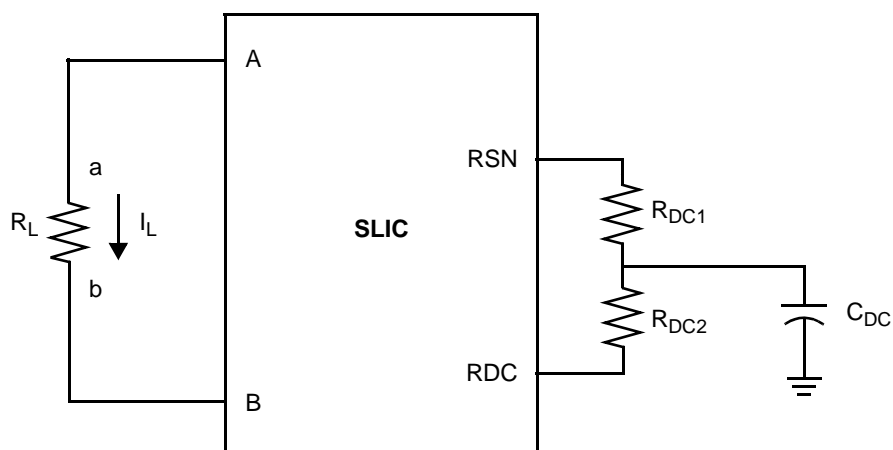 A
RSN
a
R_L
I_L
SLIC
R_DC1
b
R_DC2
C_DC
RDC
B